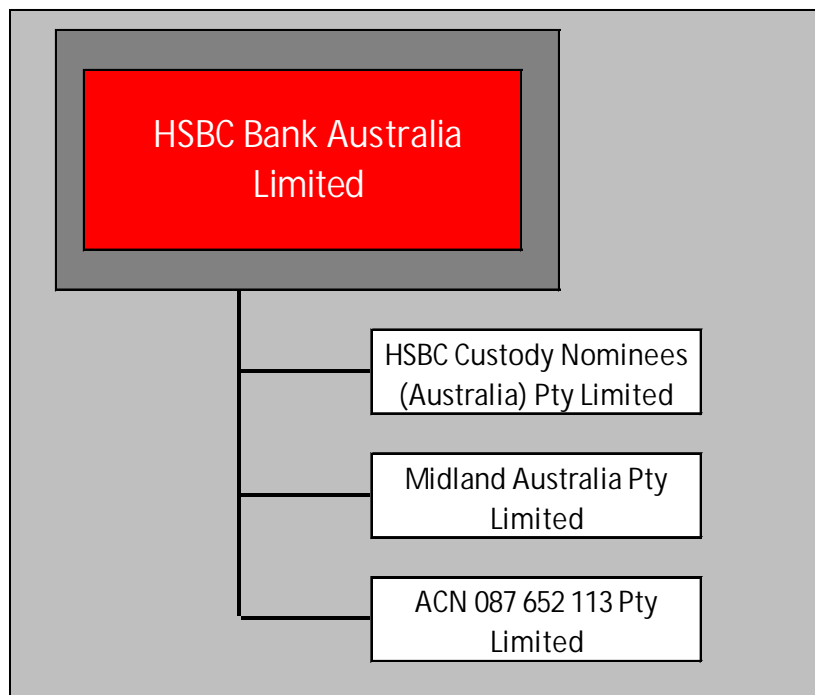 HSBC Bank Australia
Limited
HSBC Custody Nominees
(Australia) Pty Limited
Midland Australia Pty
Limited
ACN 087 652 113 Pty
Limited